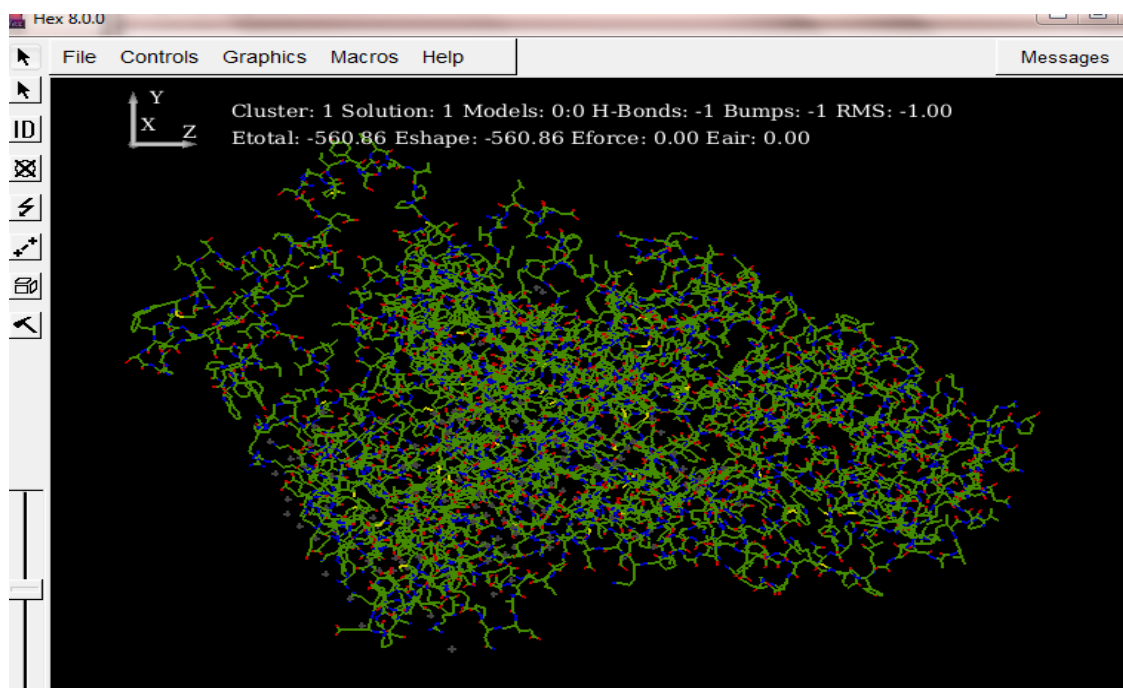 Hex 8.0.0
File Controls Graphics Macros Help Messages
Y
X Z
Cluster: 1 Solution: 1 Models: 0:0 H-Bonds: -1 Bumps: -1 RMS: -1.00
Etotal: -560.86 Eshape: -560.86 Eforce: 0.00 Eair: 0.00
ID